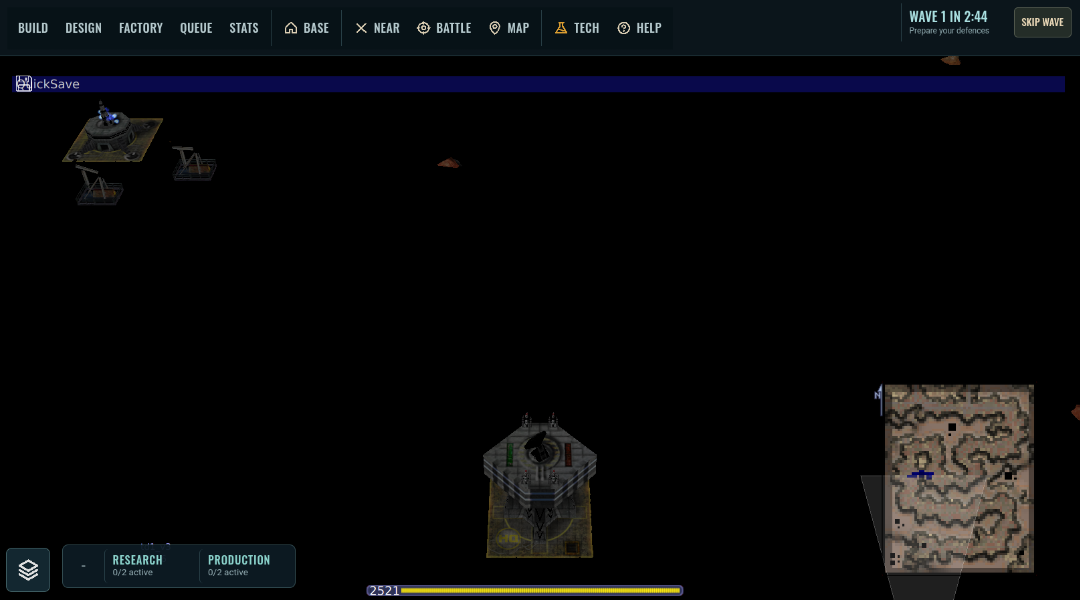 BUILD DESIGN FACTORY QUEUE STATS BASE NEAR BATTLE MAP TECH HELP
WAVE 1 IN 2:44
Prepare your defences
SKIP WAVE
ickSave
N
RESEARCH
0/2 active
PRODUCTION
0/2 active
-
2521